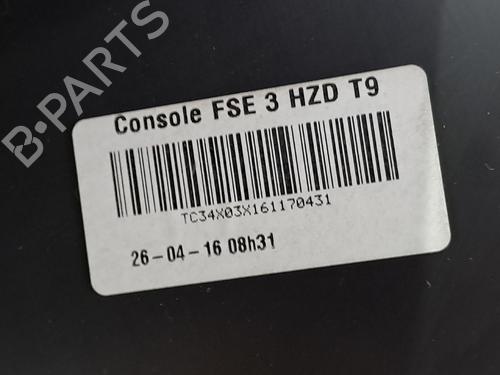 B-PARTS
Console FSE 3 HZD T9
TC34X03X161170431
26-04-16 08h31